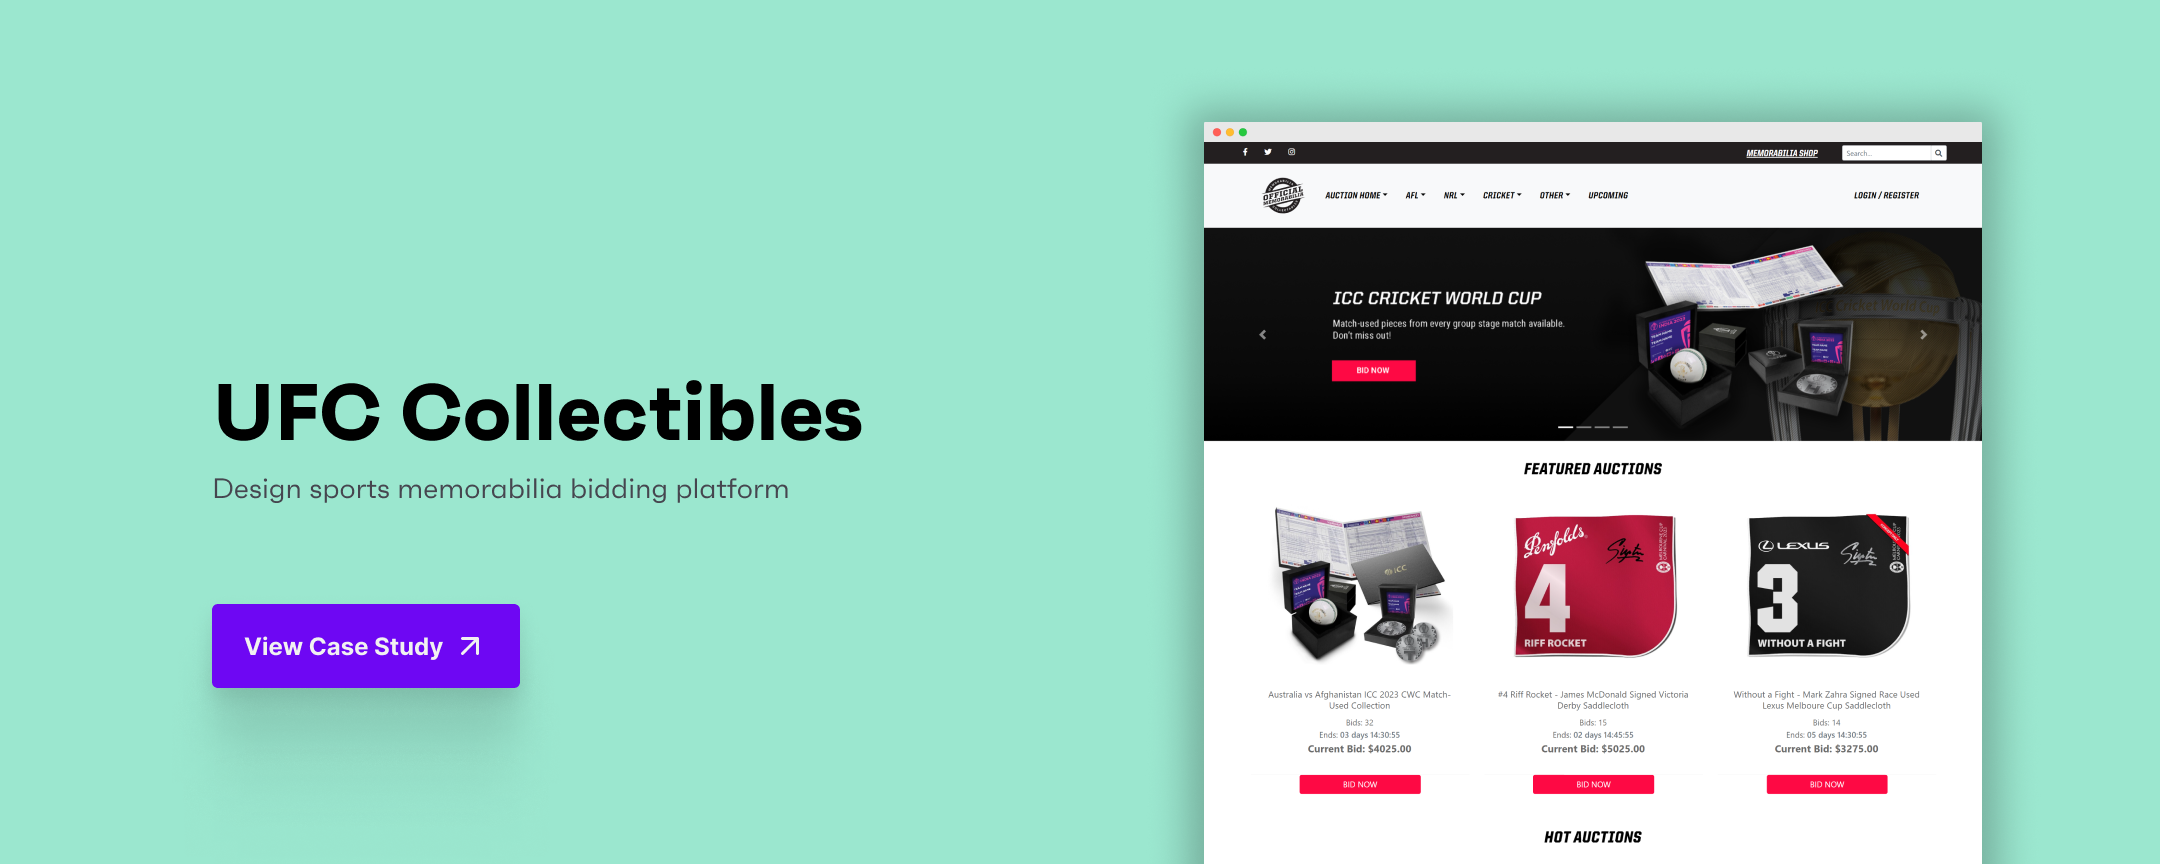 UFC Collectibles
Design sports memorabilia bidding platform
View Case Study
MEMORABILIA SHOP
Search...
OFFICIAL
MEMORABILIA
AUCTION HOME
AFL
NRL
CRICKET
OTHER
UPCOMING
LOGIN / REGISTER
ICC CRICKET WORLD CUP
Match-used pieces from every group stage match available.
Don't miss out!
BID NOW
Cricket World Cup
FEATURED AUCTIONS
ICC
Penfolds
4
RIFF ROCKET
LEXUS
3
WITHOUT A FIGHT
Australia vs Afghanistan ICC 2023 CWC Match-
Used Collection
Bids: 32
Ends: 03 days 14:30:55
Current Bid: $4025.00
BID NOW
#4 Riff Rocket - James McDonald Signed Victoria
Derby Saddlecloth
Bids: 15
Ends: 02 days 14:45:55
Current Bid: $5025.00
BID NOW
Without a Fight - Mark Zahra Signed Race Used
Lexus Melboure Cup Saddlecloth
Bids: 14
Ends: 05 days 14:30:55
Current Bid: $3275.00
BID NOW
HOT AUCTIONS